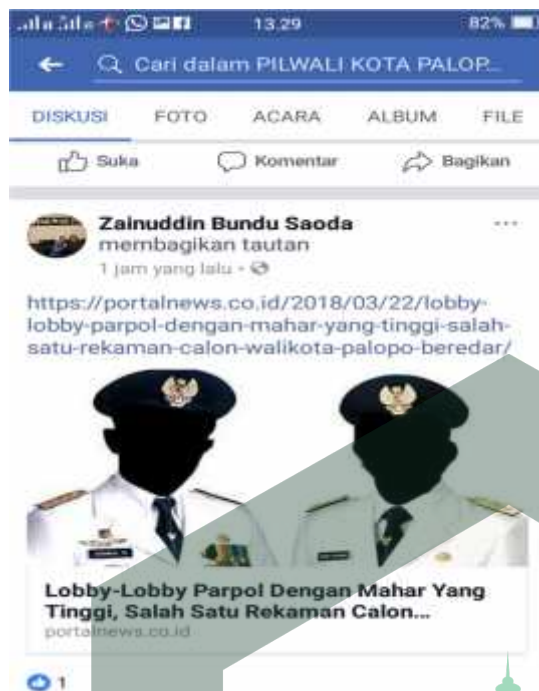 13.29
82%
Cari dalam PILWALI KOTA PALOP...
DISKUSI FOTO ACARA ALBUM FILE
Suka Komentar Bagikan
Zainuddin Bundu Saoda
membagikan tautan
1 jam yang lalu
https://portalnews.co.id/2018/03/22/lobby-
lobby-parpol-dengan-mahar-yang-tinggi-salah-
satu-rekaman-calon-walikota-palopo-beredar/
Lobby-Lobby Parpol Dengan Mahar Yang
Tinggi, Salah Satu Rekaman Calon...
portalnews.co.id
1